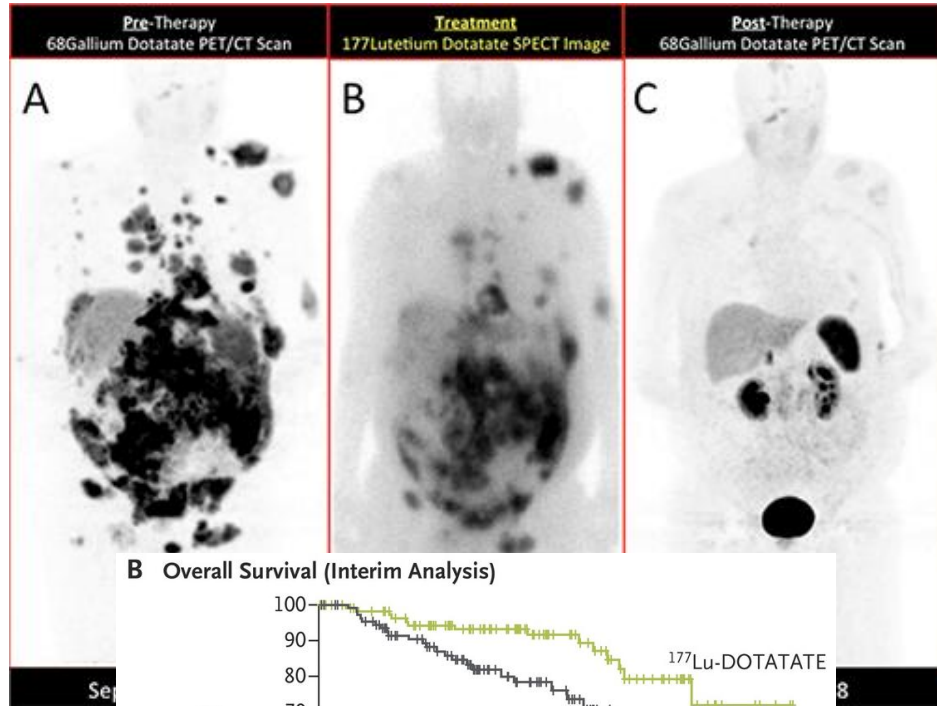 Pre-Therapy
68Gallium Dotatate PET/CT Scan
Treatment
177Lutetium Dotatate SPECT Image
Post-Therapy
68Gallium Dotatate PET/CT Scan
A
B
C
B Overall Survival (Interim Analysis)
100
90
177Lu-DOTATATE
80
8